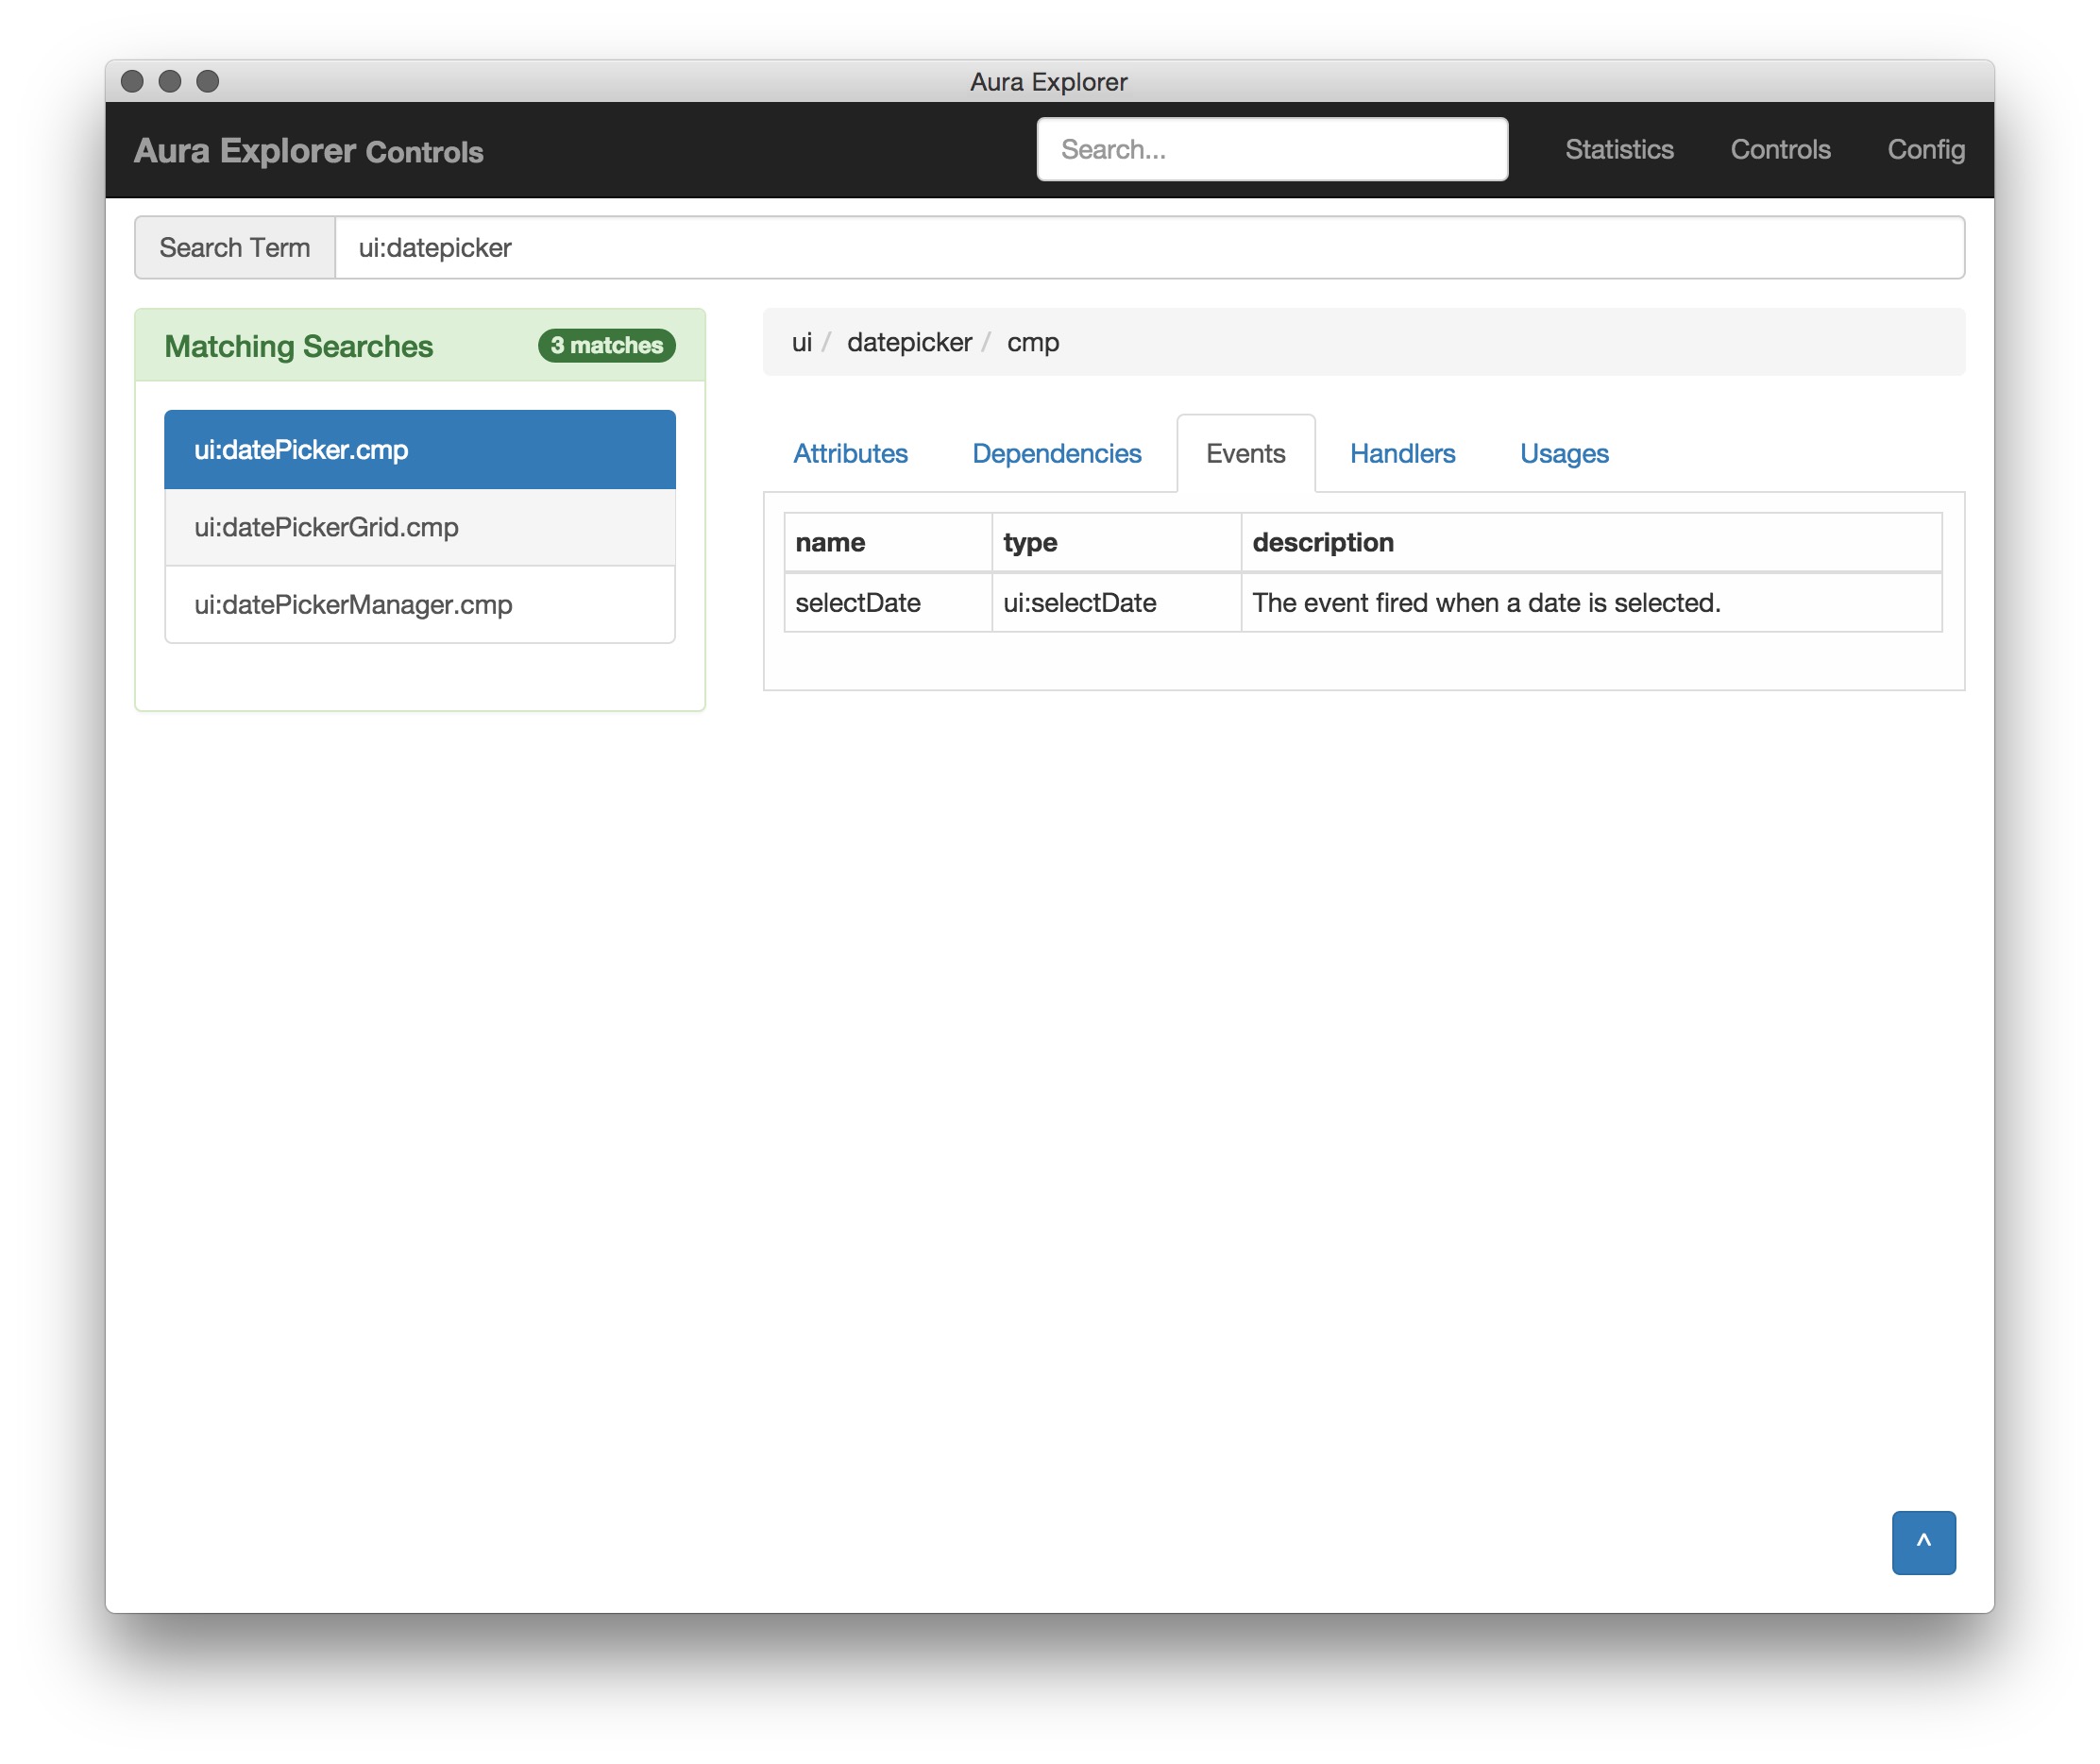 Aura Explorer
Aura Explorer Controls
Search...
Statistics
Controls
Config
Search Term
ui:datepicker
Matching Searches
3 matches
ui:datePicker.cmp
ui:datePickerGrid.cmp
ui:datePickerManager.cmp
ui / datepicker / cmp
Attributes
Dependencies
Events
Handlers
Usages
name type description
selectDate ui:selectDate The event fired when a date is selected.
^